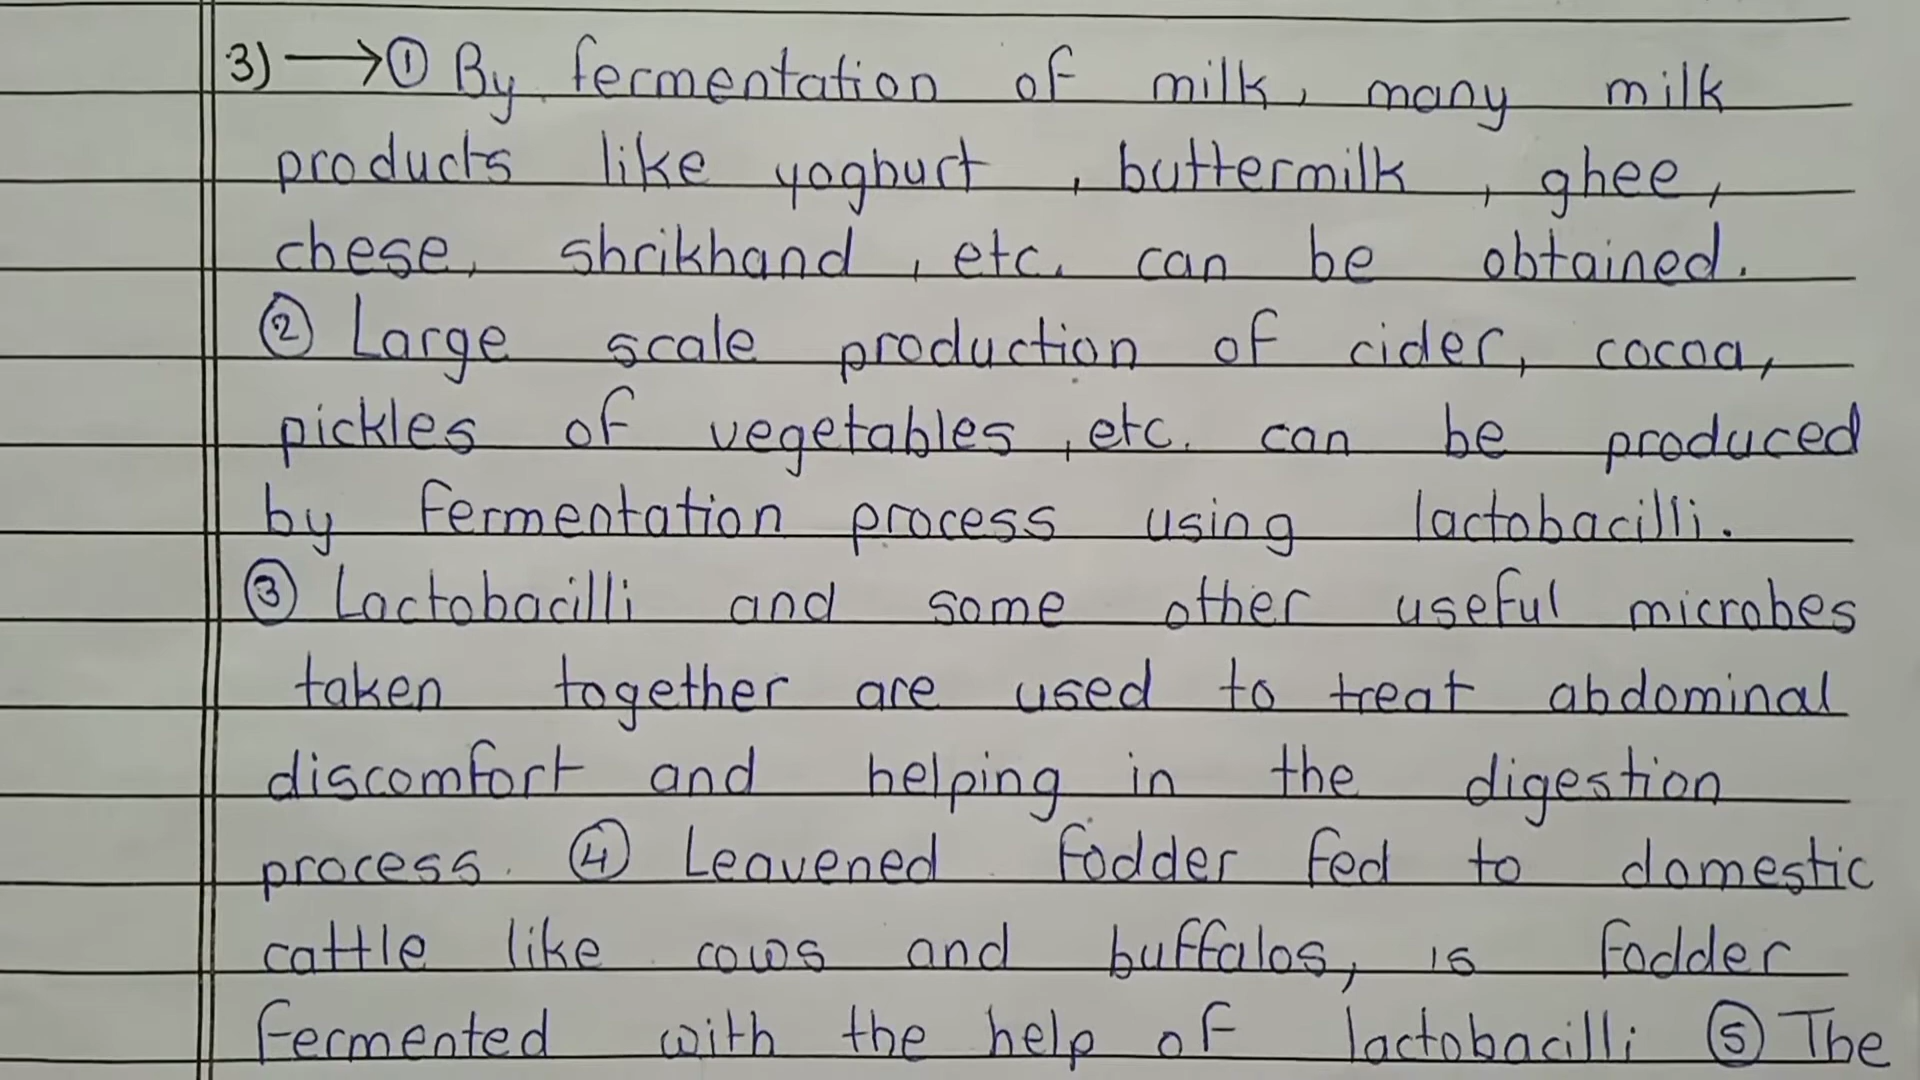 3) → ① By fermentation of milk, many milk
products like yoghurt, buttermilk, ghee,
chese, shrikhand, etc. can be obtained.
② Large scale production of cider, cocoa,
pickles of vegetables, etc. can be produced
by fermentation process using lactobacilli.
③ Lactobacilli and some other useful microbes
taken together are used to treat abdominal
discomfort and helping in the digestion
process. ④ Leavened fodder fed to domestic
cattle like cows and buffalos, is fodder
fermented with the help of lactobacilli ⑤ The